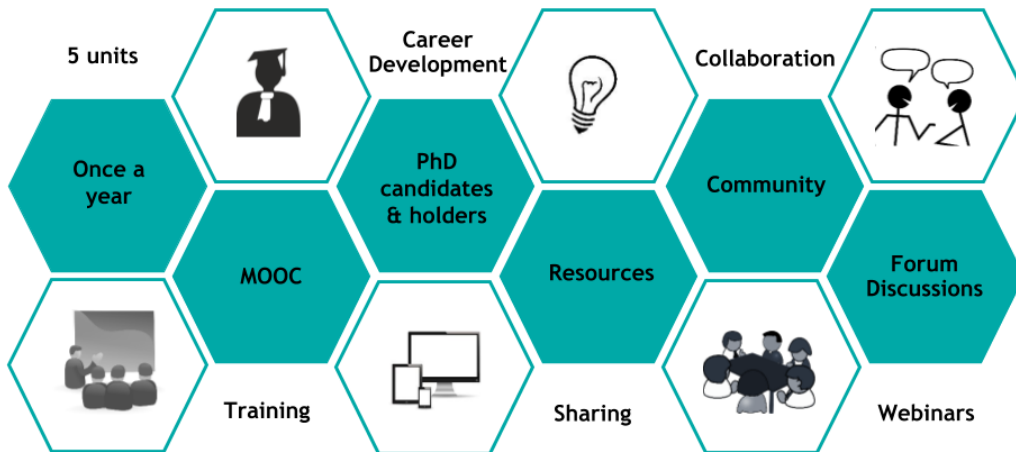 5 units
Career
Development
Collaboration
Once a
year
PhD
candidates
& holders
Community
MOOC
Resources
Forum
Discussions
Training
Sharing
Webinars